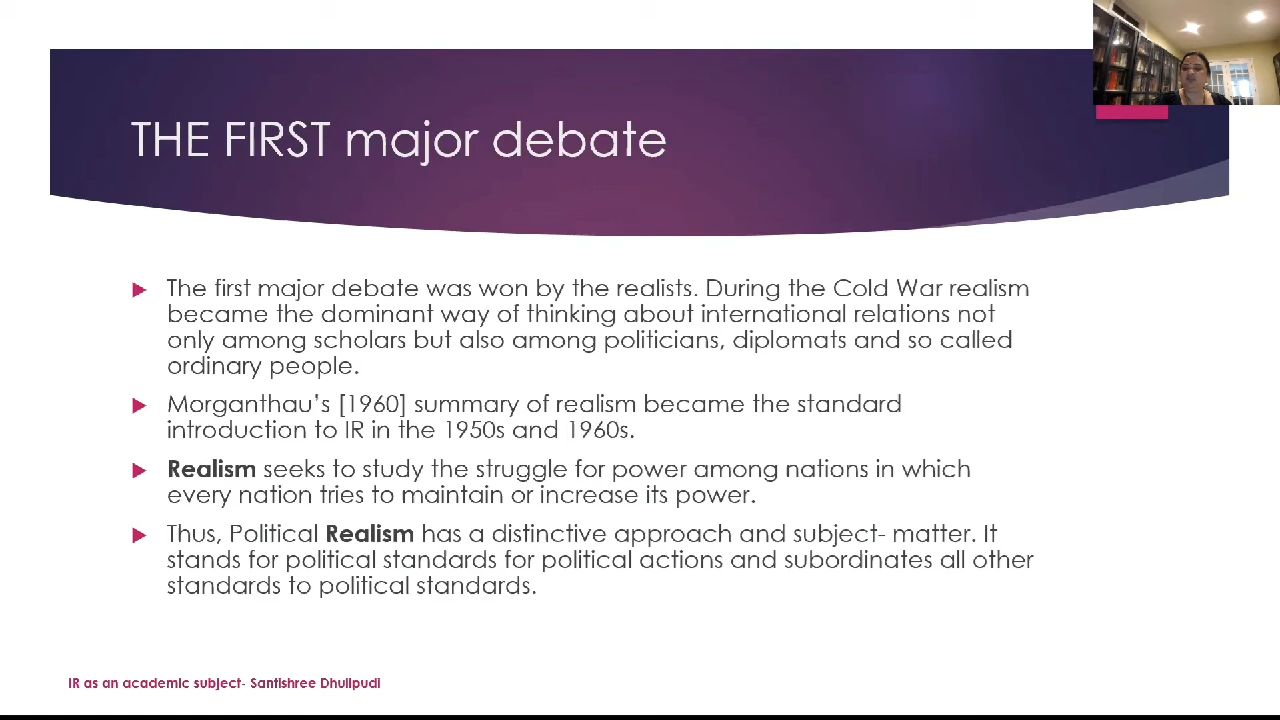 THE FIRST major debate
The first major debate was won by the realists. During the Cold War realism
became the dominant way of thinking about international relations not
only among scholars but also among politicians, diplomats and so called
ordinary people.
Morganthau's [1960] summary of realism became the standard
introduction to IR in the 1950s and 1960s.
Realism seeks to study the struggle for power among nations in which
every nation tries to maintain or increase its power.
Thus, Political Realism has a distinctive approach and subject- matter. It
stands for political standards for political actions and subordinates all other
standards to political standards.
IR as an academic subject- Santishree Dhulipudi